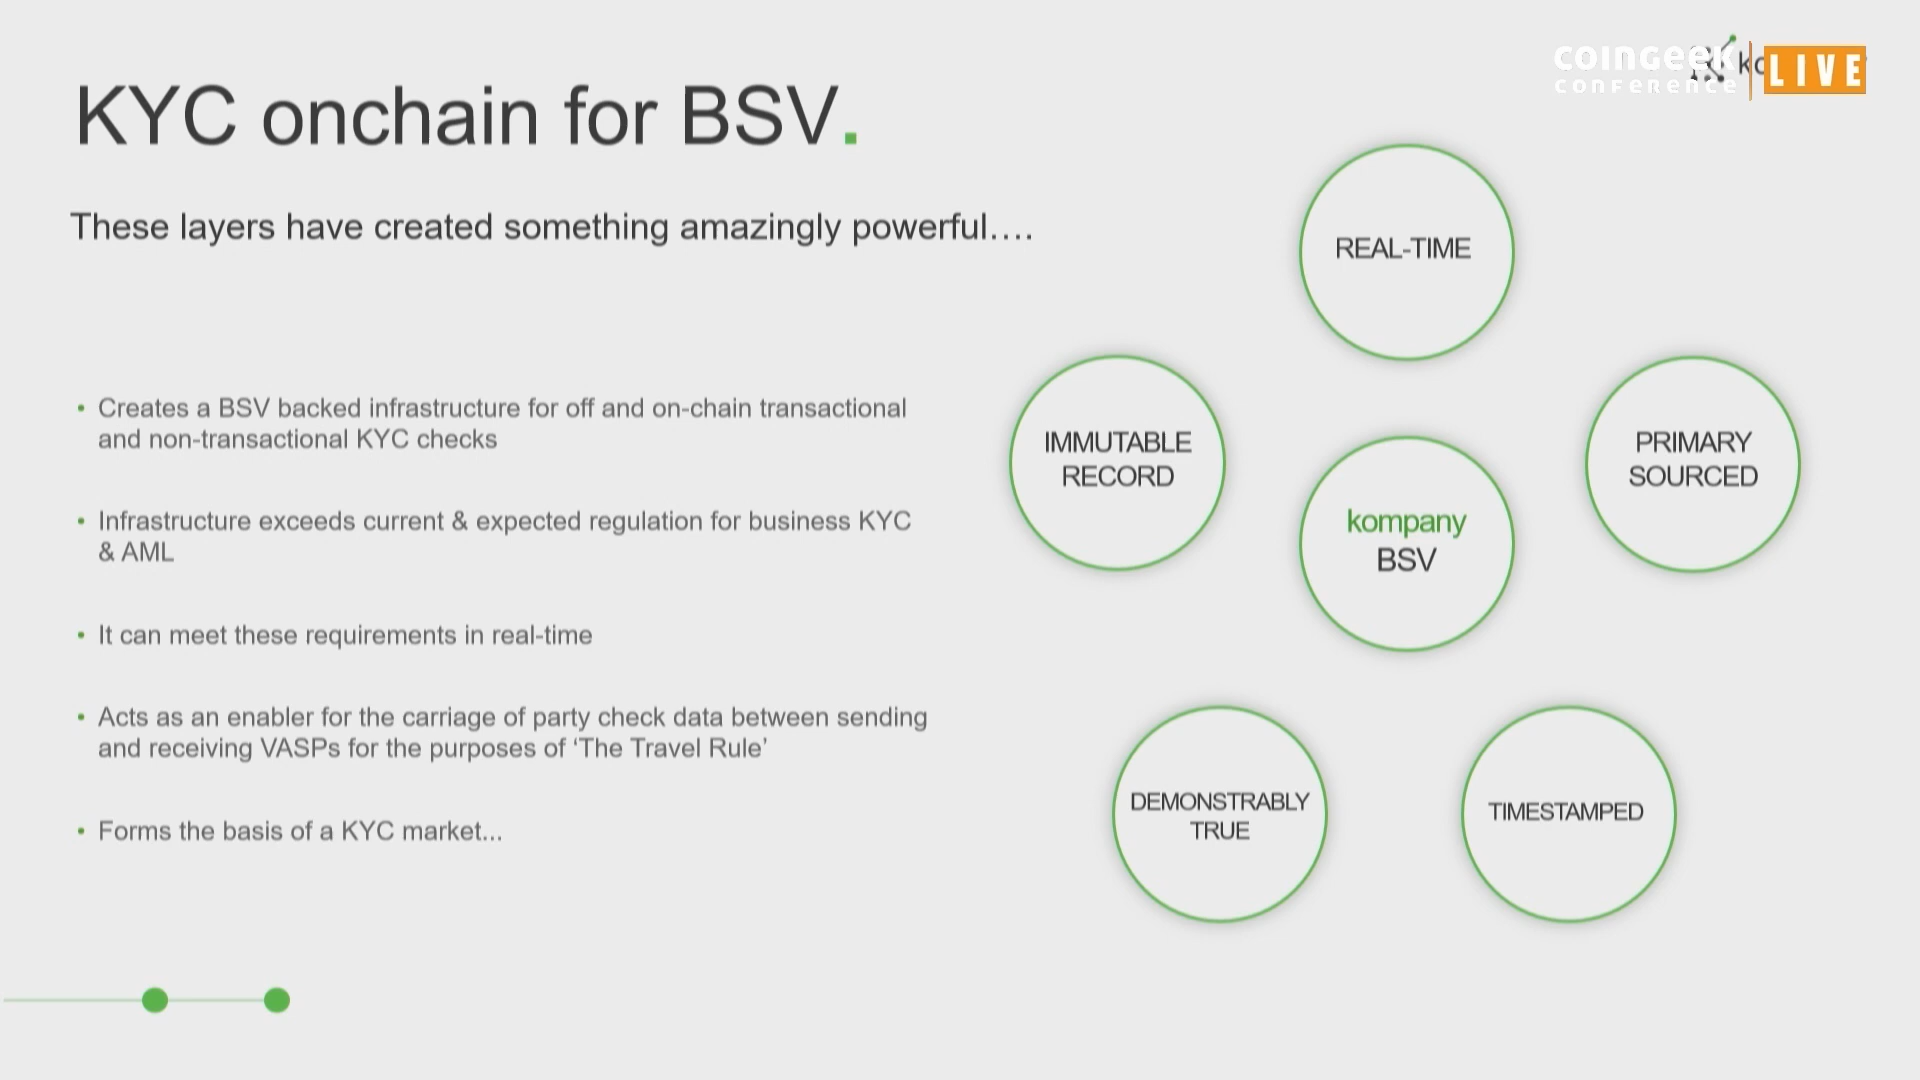 coingeek
conference
LIVE
KYC onchain for BSV.
These layers have created something amazingly powerful….
• Creates a BSV backed infrastructure for off and on-chain transactional
and non-transactional KYC checks
• Infrastructure exceeds current & expected regulation for business KYC
& AML
• It can meet these requirements in real-time
• Acts as an enabler for the carriage of party check data between sending
and receiving VASPs for the purposes of ‘The Travel Rule’
• Forms the basis of a KYC market...
REAL-TIME
IMMUTABLE
RECORD
PRIMARY
SOURCED
kompany
BSV
DEMONSTRABLY
TRUE
TIMESTAMPED